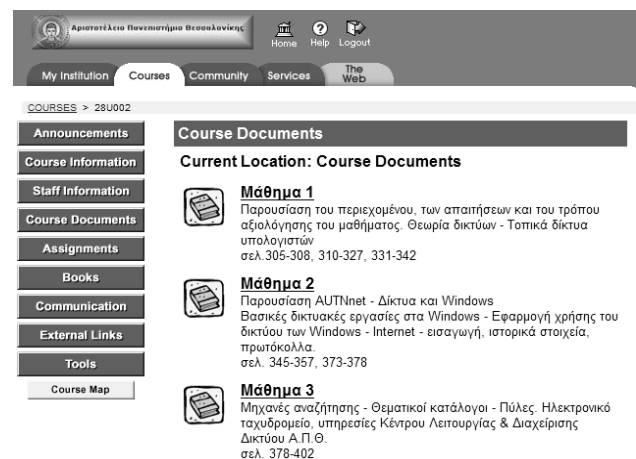 Αριστοτέλειο Πανεπιστήμιο Θεσσαλονίκης
Home Help Logout
My Institution Courses Community Services The Web
COURSES > 28U002
Announcements
Course Information
Staff Information
Course Documents
Assignments
Books
Communication
External Links
Tools
Course Map
Course Documents
Current Location: Course Documents
Μάθημα 1
Παρουσίαση του περιεχομένου, των απαιτήσεων και του τρόπου
αξιολόγησης του μαθήματος. Θεωρία δικτύων - Τοπικά δίκτυα
υπολογιστών
σελ.305-308, 310-327, 331-342
Μάθημα 2
Παρουσίαση AUTNnet - Δίκτυα και Windows
Βασικές δικτυακές εργασίες στα Windows - Εφαρμογή χρήσης του
δικτύου των Windows - Internet - εισαγωγή, ιστορικά στοιχεία,
πρωτόκολλα.
σελ. 345-357, 373-378
Μάθημα 3
Μηχανές αναζήτησης - Θεματικοί κατάλογοι - Πύλες. Ηλεκτρονικό
ταχυδρομείο, υπηρεσίες Κέντρου Λειτουργίας & Διαχείρισης
Δικτύου Α.Π.Θ.
σελ. 378-402